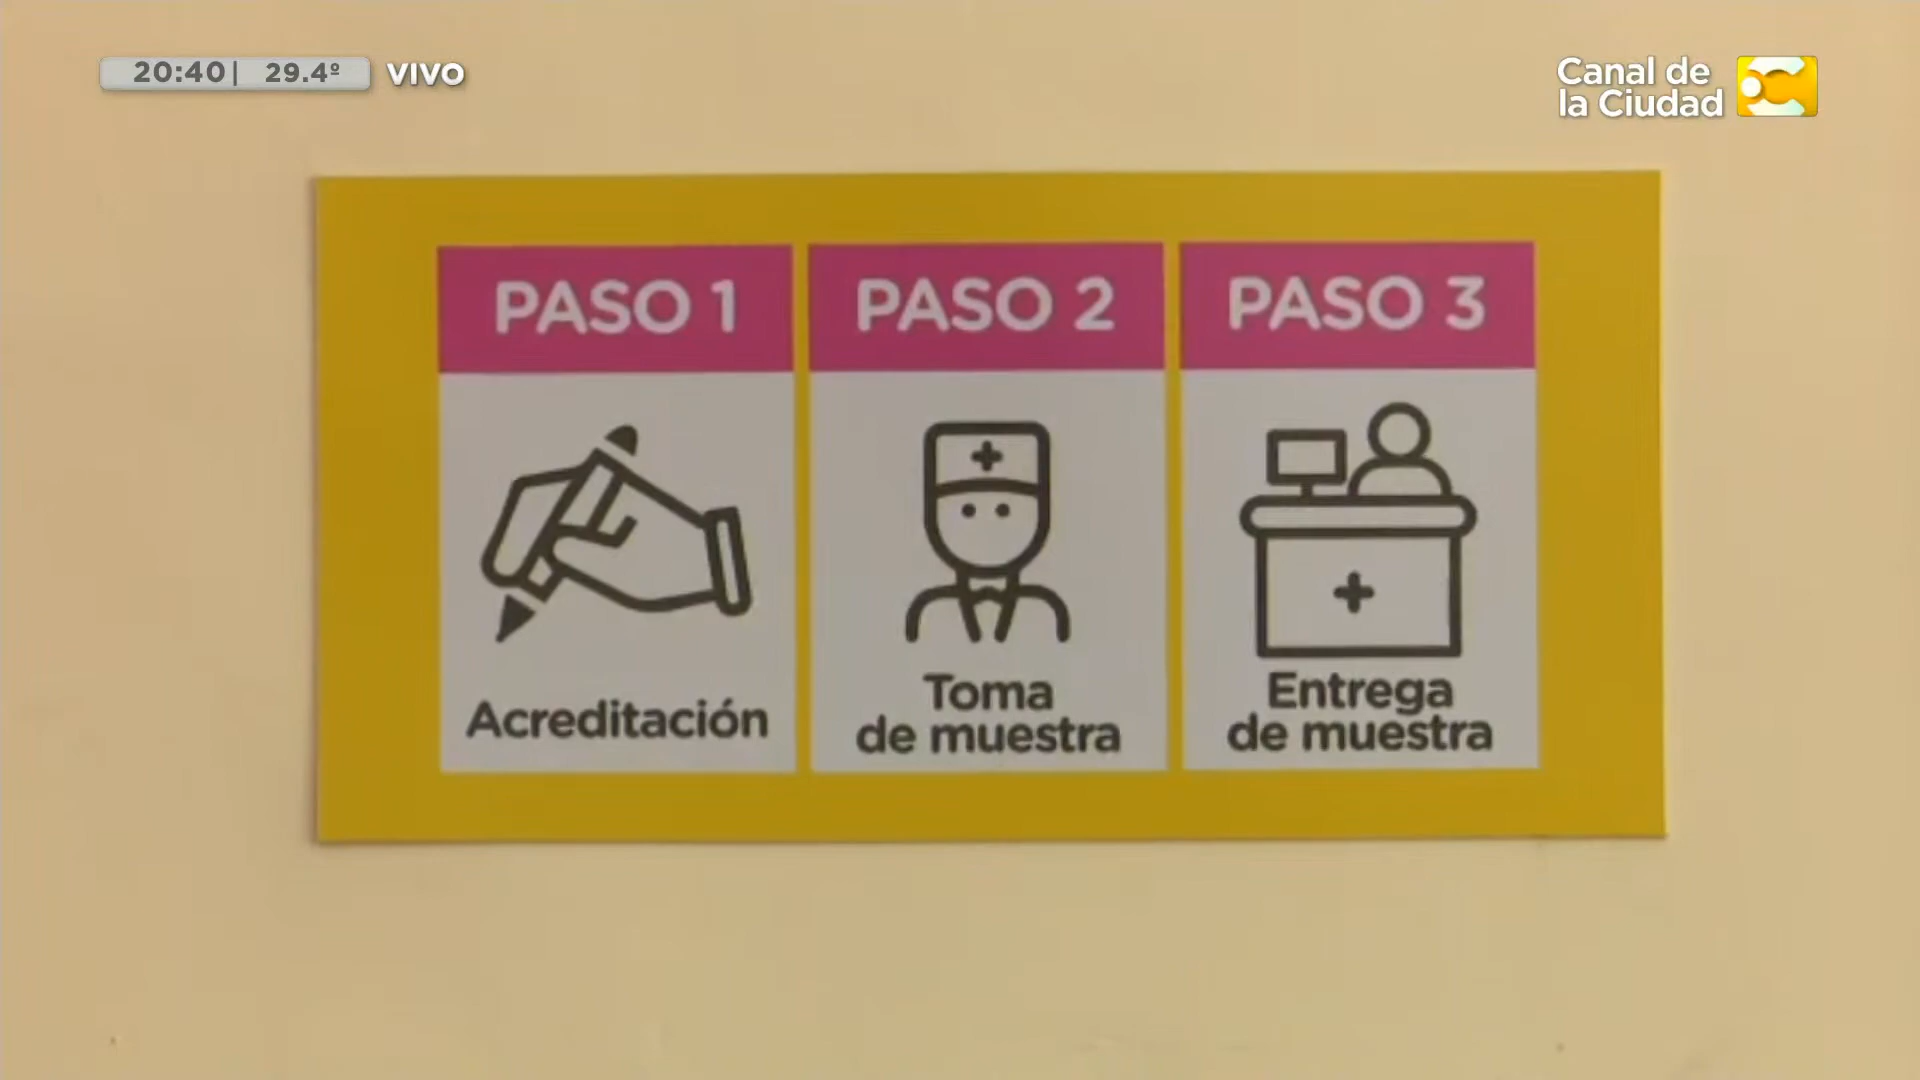 20:40| 29.4º VIVO
Canal de
la Ciudad
PASO 1
Acreditación
PASO 2
Toma
de muestra
PASO 3
Entrega
de muestra